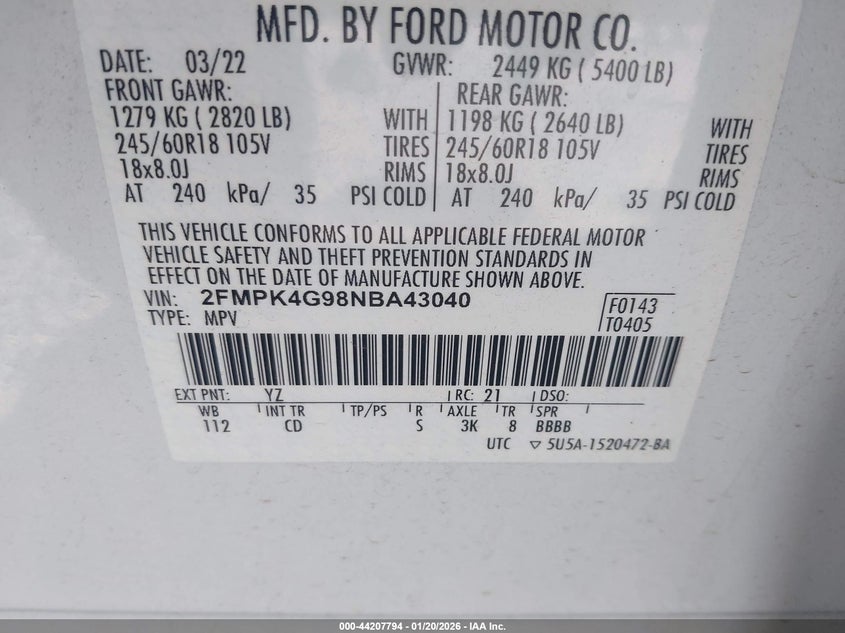 MFD. BY FORD MOTOR CO.
DATE: 03/22 GVWR: 2449 KG ( 5400 LB)
FRONT GAWR: REAR GAWR:
1279 KG ( 2820 LB) WITH 1198 KG ( 2640 LB) WITH
245/60R18 105V TIRES 245/60R18 105V TIRES
18x8.0J RIMS 18x8.0J RIMS
AT 240 kPa/ 35 PSI COLD AT 240 kPa/ 35 PSI COLD
THIS VEHICLE CONFORMS TO ALL APPLICABLE FEDERAL MOTOR
VEHICLE SAFETY AND THEFT PREVENTION STANDARDS IN
EFFECT ON THE DATE OF MANUFACTURE SHOWN ABOVE.
VIN: 2FMPK4G98NBA43040 F0143
TYPE: MPV T0405
EXT PNT: YZ RC: 21 DSO:
WB INT TR TP/PS R AXLE TR SPR
112 CD S 3K 8 BBBB
UTC ▽ 5U5A-1520472-BA
000-44207794 - 01/20/2026 - IAA Inc.